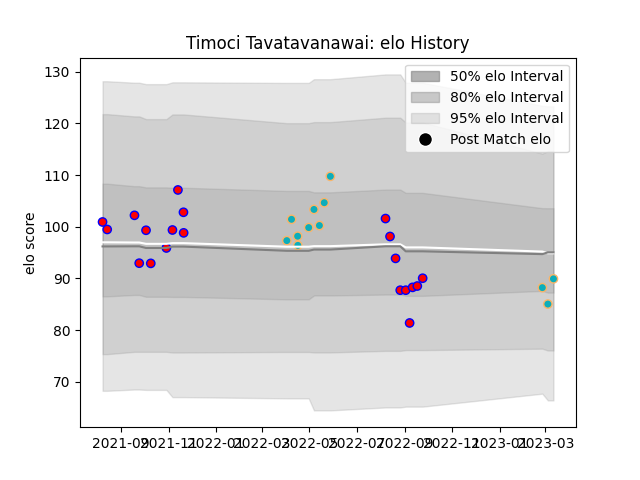 Timoci Tavatavanawai: elo History
50% elo Interval
80% elo Interval
95% elo Interval
Post Match elo
elo score
130
120
110
100
90
80
70
2021-09 2021-11 2022-01 2022-03 2022-05 2022-07 2022-09 2022-11 2023-01 2023-03